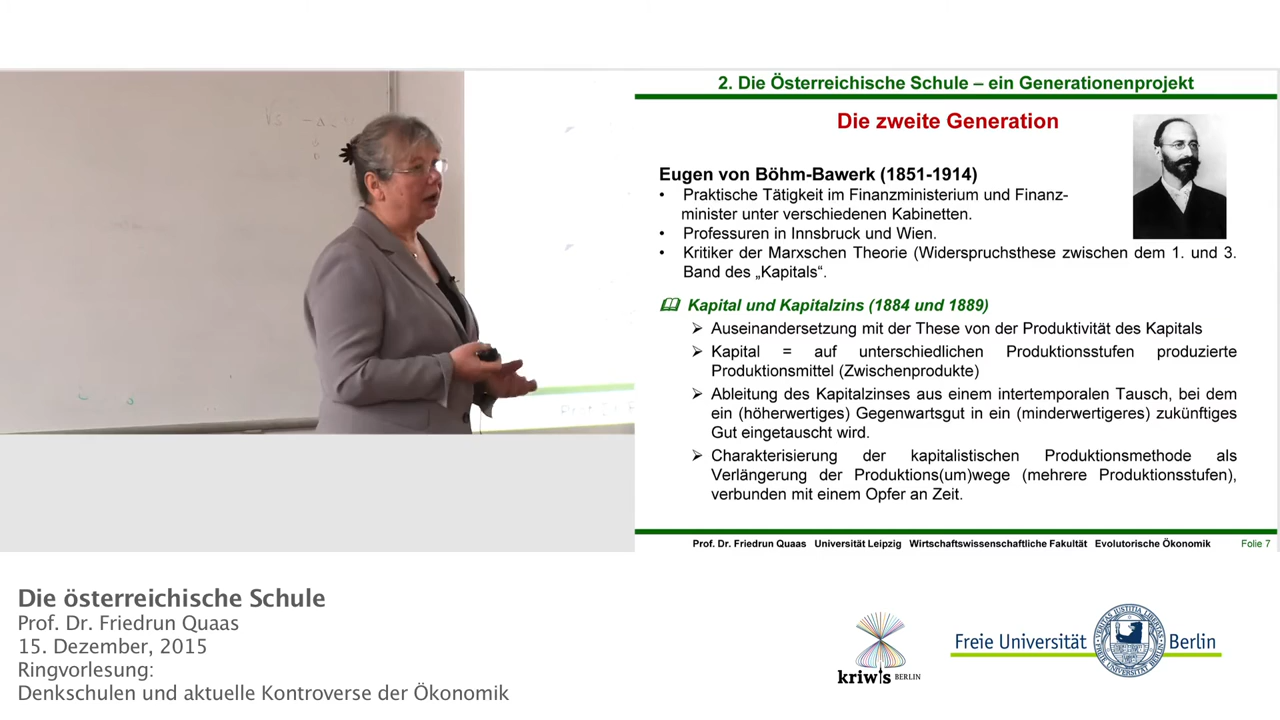 2. Die Österreichische Schule – ein Generationenprojekt
Die zweite Generation
Eugen von Böhm-Bawerk (1851-1914)
• Praktische Tätigkeit im Finanzministerium und Finanz-
minister unter verschiedenen Kabinetten.
• Professuren in Innsbruck und Wien.
• Kritiker der Marxschen Theorie (Widerspruchsthese zwischen dem 1. und 3.
Band des „Kapitals“.
Kapital und Kapitalzins (1884 und 1889)
➢ Auseinandersetzung mit der These von der Produktivität des Kapitals
➢ Kapital = auf unterschiedlichen Produktionsstufen produzierte
Produktionsmittel (Zwischenprodukte)
➢ Ableitung des Kapitalzinses aus einem intertemporalen Tausch, bei dem
ein (höherwertiges) Gegenwartsgut in ein (minderwertigeres) zukünftiges
Gut eingetauscht wird.
➢ Charakterisierung der kapitalistischen Produktionsmethode als
Verlängerung der Produktions(um)wege (mehrere Produktionsstufen),
verbunden mit einem Opfer an Zeit.
Prof. Dr. Friedrun Quaas Universität Leipzig Wirtschaftswissenschaftliche Fakultät Evolutorische Ökonomik Folie 7
Die österreichische Schule
Prof. Dr. Friedrun Quaas
15. Dezember, 2015
Ringvorlesung:
Denkschulen und aktuelle Kontroverse der Ökonomik
kriwis BERLIN
Freie Universität Berlin